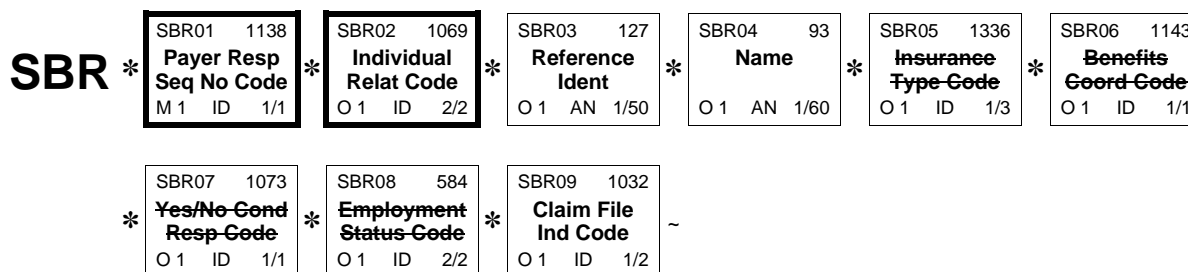 SBR * SBR01 1138 * SBR02 1069 * SBR03 127 * SBR04 93 * SBR05 1336 * SBR06 1143
Payer Resp Individual Reference Name Insurance Benefits
Seq No Code Relat Code Ident Type Code Coord Code
M 1 ID 1/1 O 1 ID 2/2 O 1 AN 1/50 O 1 AN 1/60 O 1 ID 1/3 O 1 ID 1/1
* SBR07 1073 * SBR08 584 * SBR09 1032 ~
Yes/No Cond Employment Claim File
Resp Code Status Code Ind Code
O 1 ID 1/1 O 1 ID 2/2 O 1 ID 1/2